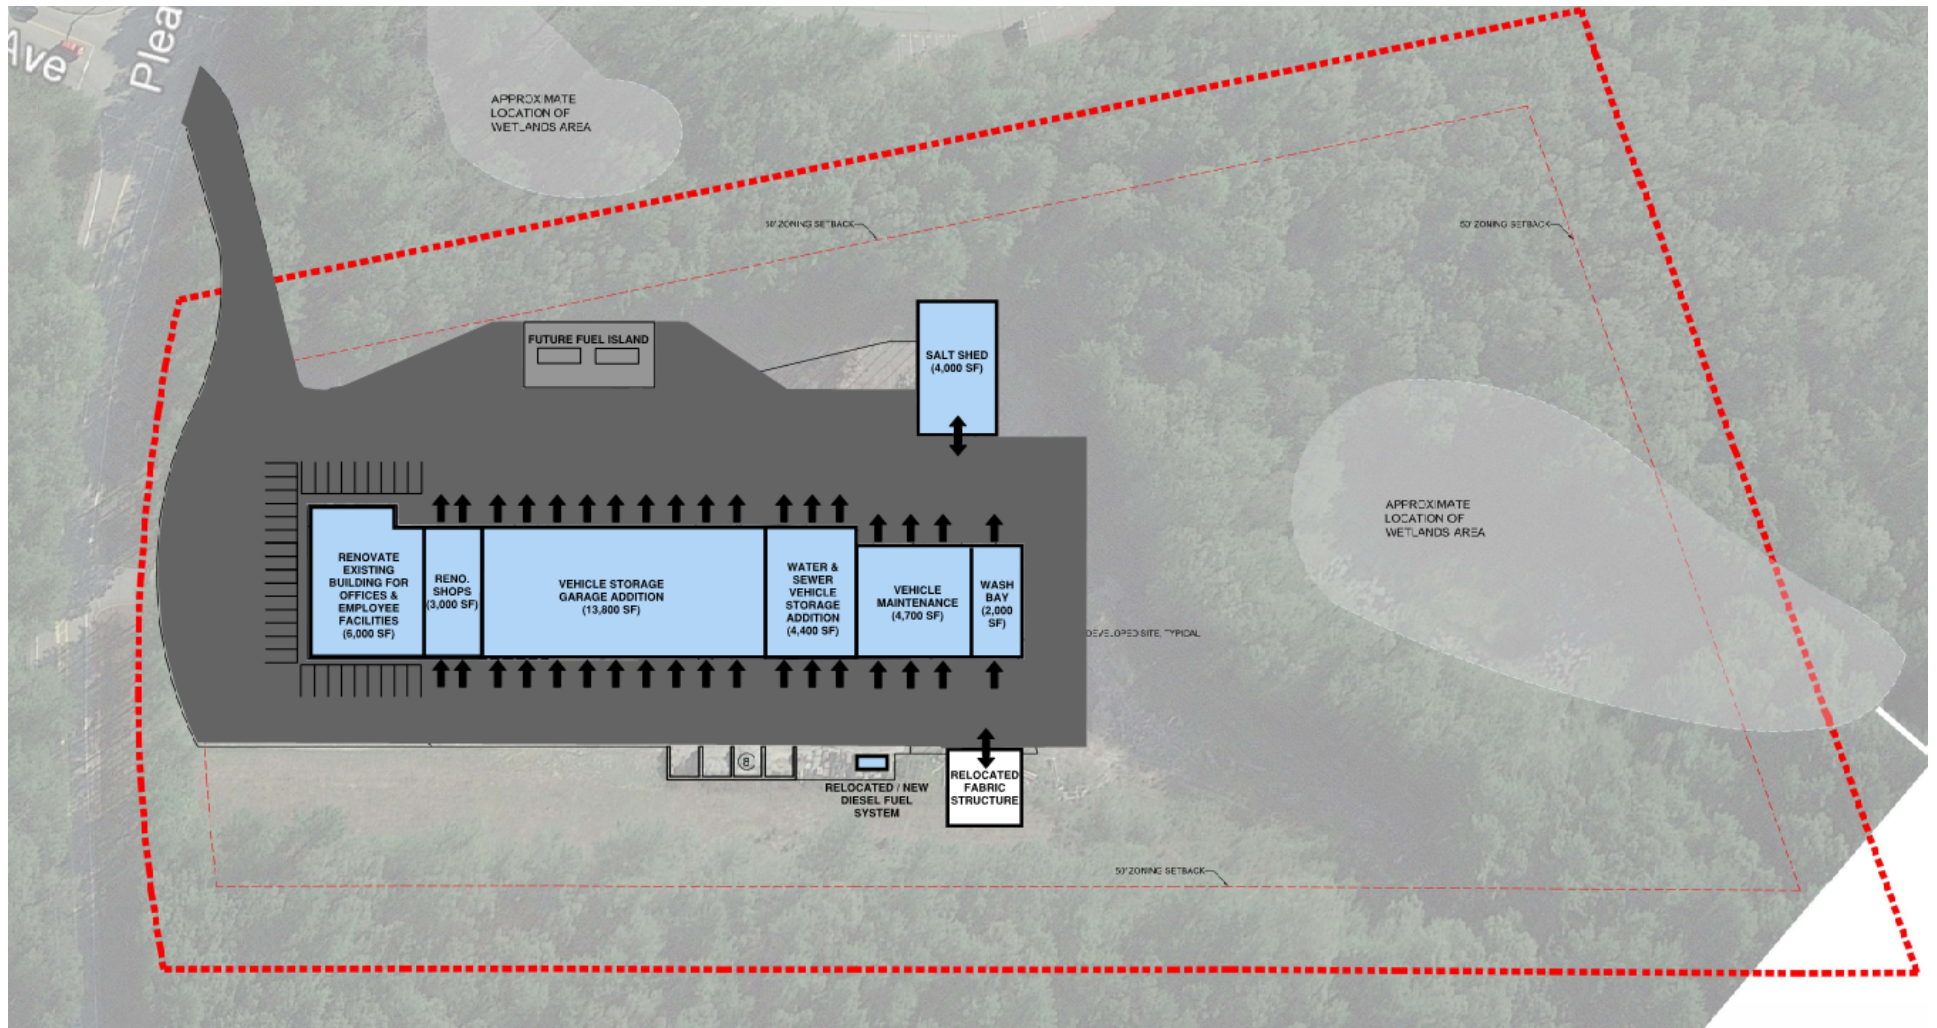 Ave
Plea
APPROXIMATE
LOCATION OF
WETLANDS AREA
50' ZONING SETBACK
50' ZONING SETBACK
FUTURE FUEL ISLAND
SALT SHED
(4,000 SF)
APPROXIMATE
LOCATION OF
WETLANDS AREA
RENOVATE
EXISTING
BUILDING FOR
OFFICES &
EMPLOYEE
FACILITIES
(6,000 SF)
RENO.
SHOPS
(3,000 SF)
VEHICLE STORAGE
GARAGE ADDITION
(13,800 SF)
WATER &
SEWER
VEHICLE
STORAGE
ADDITION
(4,400 SF)
VEHICLE
MAINTENANCE
(4,700 SF)
WASH
BAY
(2,000
SF)
DEVELOPED SITE, TYPICAL
8
RELOCATED / NEW
DIESEL FUEL
SYSTEM
RELOCATED
FABRIC
STRUCTURE
50' ZONING SETBACK